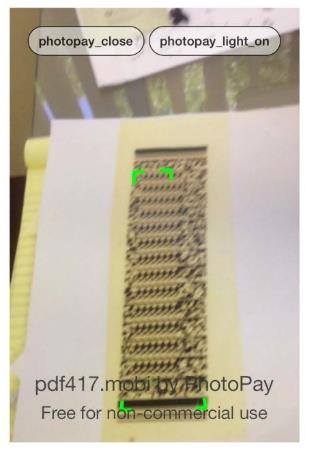 photopay_close photopay_light_on
pdf417.mobi by PhotoPay
Free for non-commercial use